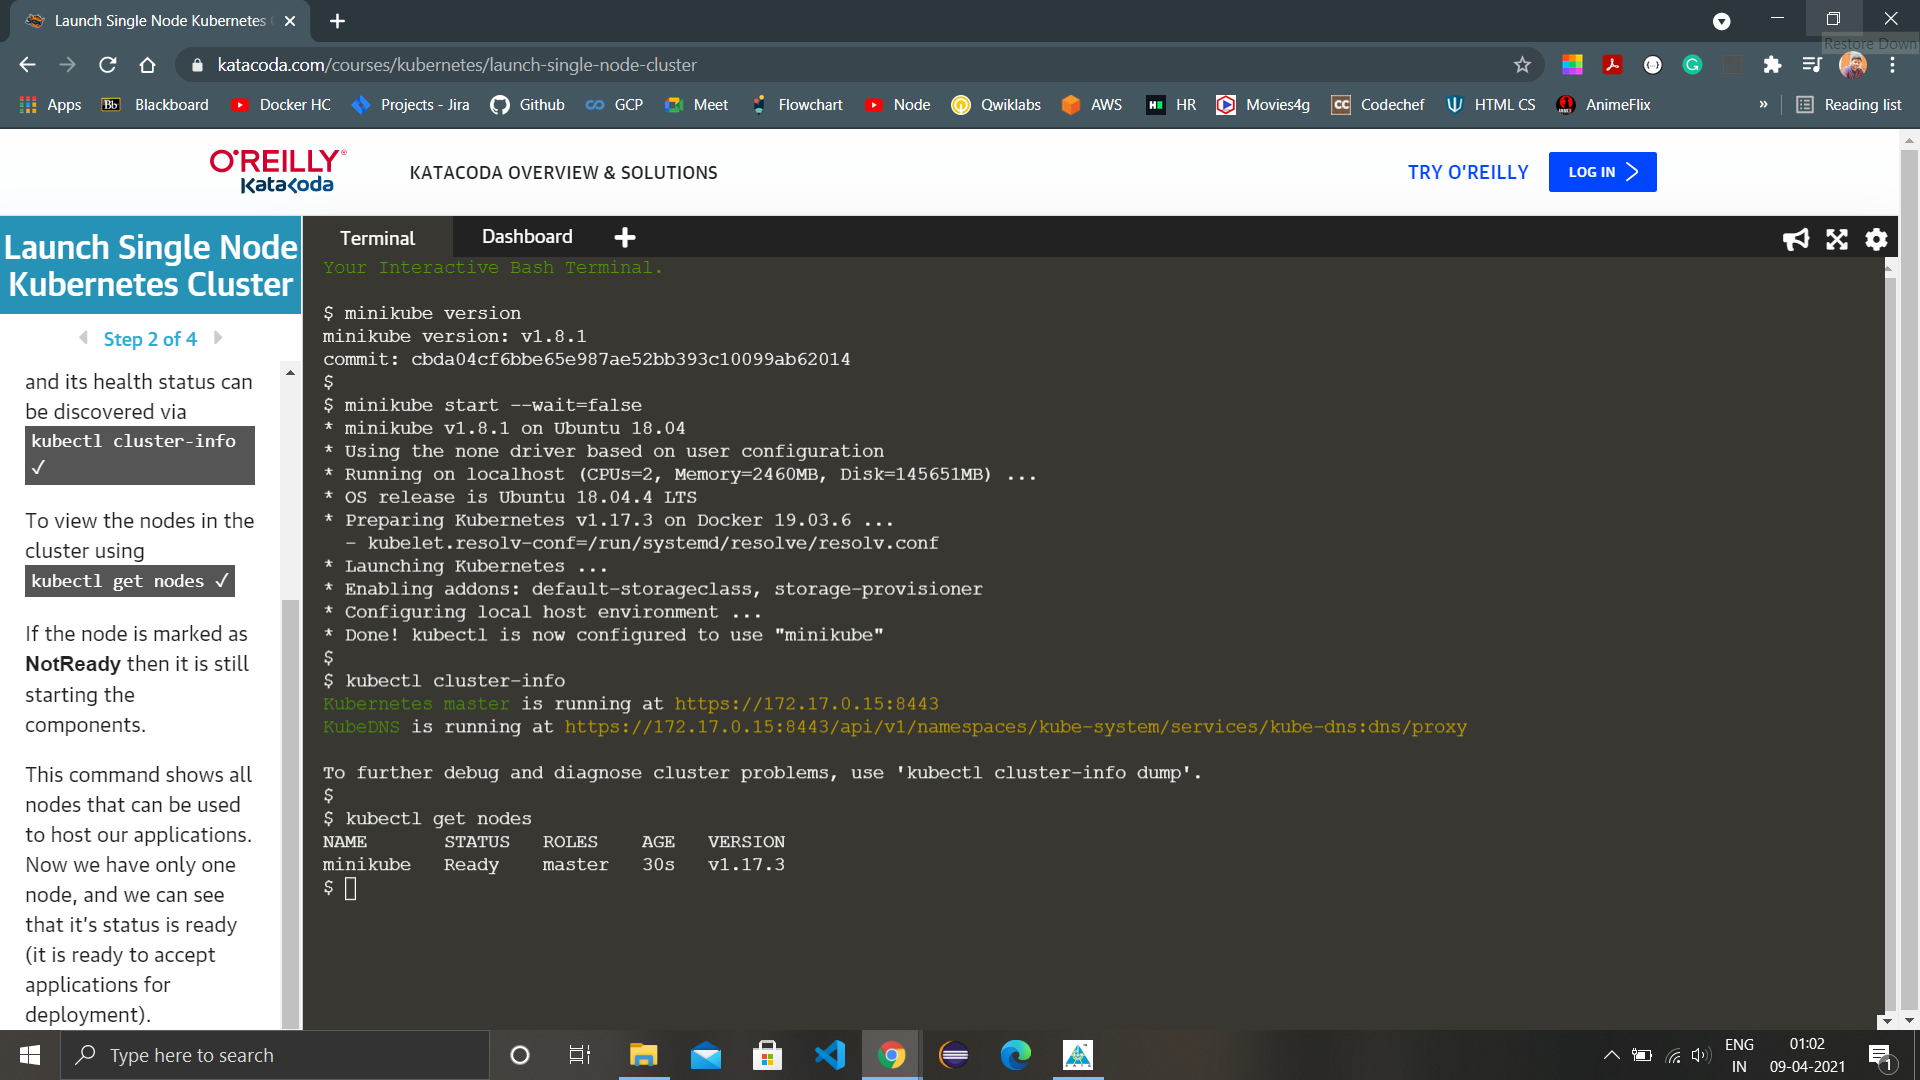 Launch Single Node Kubernetes
Restore Down
katacoda.com/courses/kubernetes/launch-single-node-cluster
Apps Blackboard Docker HC Projects - Jira Github GCP Meet Flowchart Node Qwiklabs AWS HR Movies4g Codechef HTML CS AnimeFlix » Reading list
O'REILLY
Katacoda
KATACODA OVERVIEW & SOLUTIONS
TRY O'REILLY
LOG IN
Launch Single Node
Kubernetes Cluster
Step 2 of 4
and its health status can
be discovered via
kubectl cluster-info
✓
To view the nodes in the
cluster using
kubectl get nodes ✓
If the node is marked as
NotReady then it is still
starting the
components.
This command shows all
nodes that can be used
to host our applications.
Now we have only one
node, and we can see
that it's status is ready
(it is ready to accept
applications for
deployment).
Terminal Dashboard +
Your Interactive Bash Terminal.
$ minikube version
minikube version: v1.8.1
commit: cbda04cf6bbe65e987ae52bb393c10099ab62014
$
$ minikube start --wait=false
* minikube v1.8.1 on Ubuntu 18.04
* Using the none driver based on user configuration
* Running on localhost (CPUs=2, Memory=2460MB, Disk=145651MB) ...
* OS release is Ubuntu 18.04.4 LTS
* Preparing Kubernetes v1.17.3 on Docker 19.03.6 ...
  - kubelet.resolv-conf=/run/systemd/resolve/resolv.conf
* Launching Kubernetes ...
* Enabling addons: default-storageclass, storage-provisioner
* Configuring local host environment ...
* Done! kubectl is now configured to use "minikube"
$
$ kubectl cluster-info
Kubernetes master is running at https://172.17.0.15:8443
KubeDNS is running at https://172.17.0.15:8443/api/v1/namespaces/kube-system/services/kube-dns:dns/proxy
To further debug and diagnose cluster problems, use 'kubectl cluster-info dump'.
$
$ kubectl get nodes
NAME STATUS ROLES AGE VERSION
minikube Ready master 30s v1.17.3
$
Type here to search
ENG
IN
01:02
09-04-2021
1